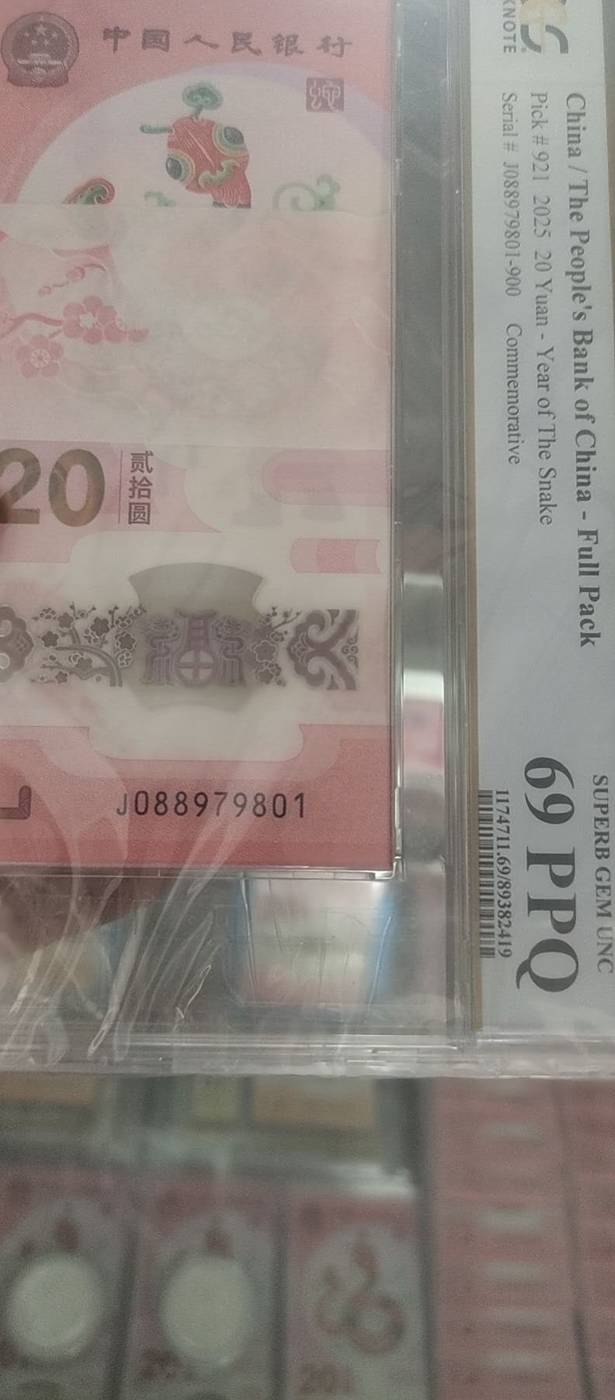 中国人民银行
20
贰拾圆
J088979801
KNOTE
China / The People's Bank of China - Full Pack
Pick # 921 2025 20 Yuan - Year of The Snake
Serial # J088979801-900 Commemorative
SUPERB GEM UNC
69 PPQ
1174711.69/89382419